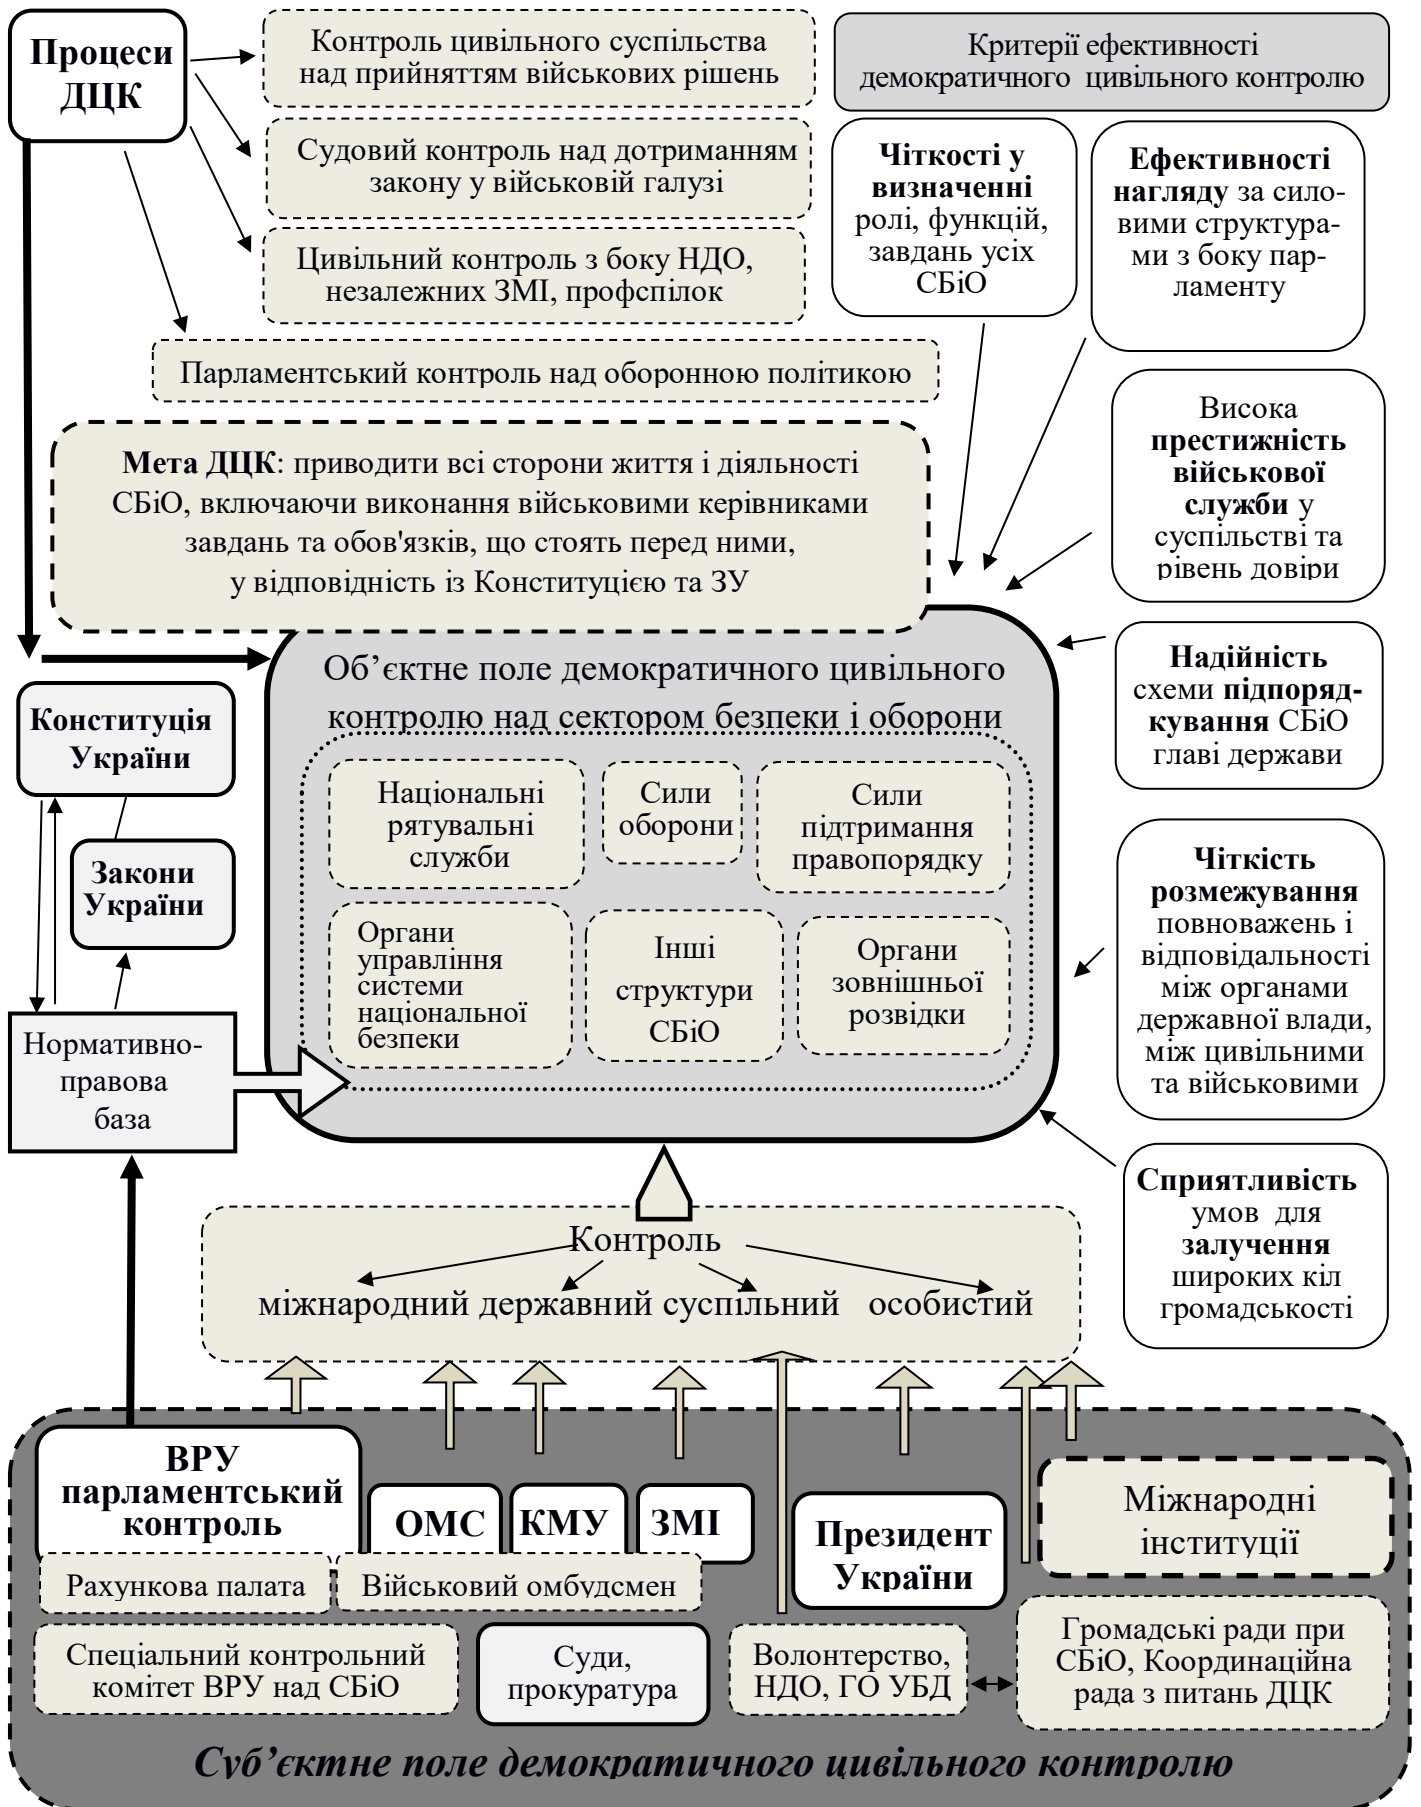 Процеси
ДЦК
Контроль цивільного суспільства
над прийняттям військових рішень
Судовий контроль над дотриманням
закону у військовій галузі
Цивільний контроль з боку НДО,
незалежних ЗМІ, профспілок
Парламентський контроль над оборонною політикою
Критерії ефективності
демократичного цивільного контролю
Чіткості у
визначенні
ролі, функцій,
завдань усіх
СБіО
Ефективності
нагляду за сило-
вими структура-
ми з боку пар-
ламенту
Висока
престижність
військової
служби у
суспільстві та
рівень довіри
Надійність
схеми підпоряд-
кування СБіО
главі держави
Чіткість
розмежування
повноважень і
відповідальності
між органами
державної влади,
між цивільними
та військовими
Сприятливість
умов для
залучення
широких кіл
громадськості
Мета ДЦК: приводити всі сторони життя і діяльності
СБіО, включаючи виконання військовими керівниками
завдань та обов'язків, що стоять перед ними,
у відповідність із Конституцією та ЗУ
Об’єктне поле демократичного цивільного
контролю над сектором безпеки і оборони
Національні
рятувальні
служби
Сили
оборони
Сили
підтримання
правопорядку
Органи
управління
системи
національної
безпеки
Інші
структури
СБіО
Органи
зовнішньої
розвідки
Конституція
України
Закони
України
Нормативно-
правова
база
Контроль
міжнародний державний суспільний особистий
ВРУ
парламентський
контроль
ОМС
КМУ
ЗМІ
Президент
України
Міжнародні
інституції
Рахункова палата
Військовий омбудсмен
Спеціальний контрольний
комітет ВРУ над СБіО
Суди,
прокуратура
Волонтерство,
НДО, ГО УБД
Громадські ради при
СБіО, Координаційна
рада з питань ДЦК
Суб’єктне поле демократичного цивільного контролю